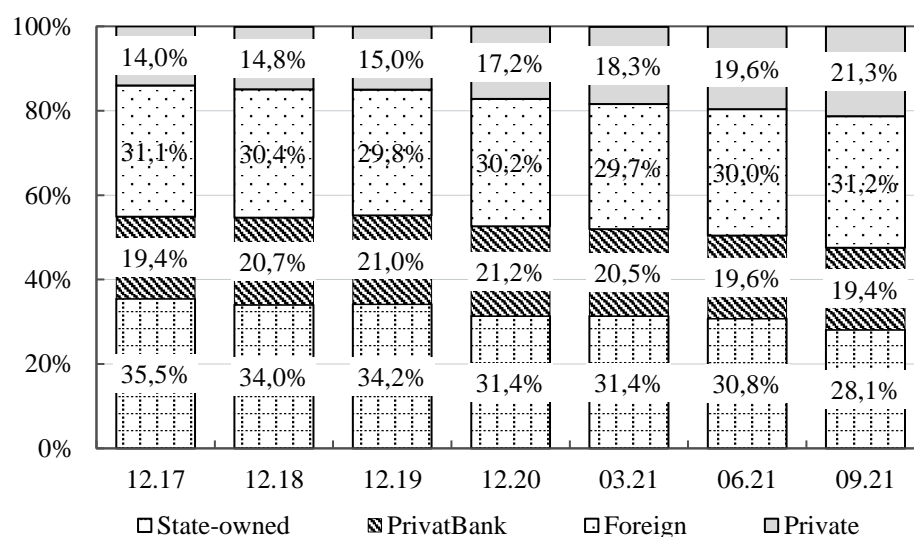 100%
14,0% 14,8% 15,0% 17,2% 18,3% 19,6% 21,3%
80%
31,1% 30,4% 29,8% 30,2% 29,7% 30,0% 31,2%
60%
19,4% 20,7% 21,0% 21,2% 20,5% 19,6% 19,4%
40%
20%
35,5% 34,0% 34,2% 31,4% 31,4% 30,8% 28,1%
0%
12.17 12.18 12.19 12.20 03.21 06.21 09.21
State-owned PrivatBank Foreign Private